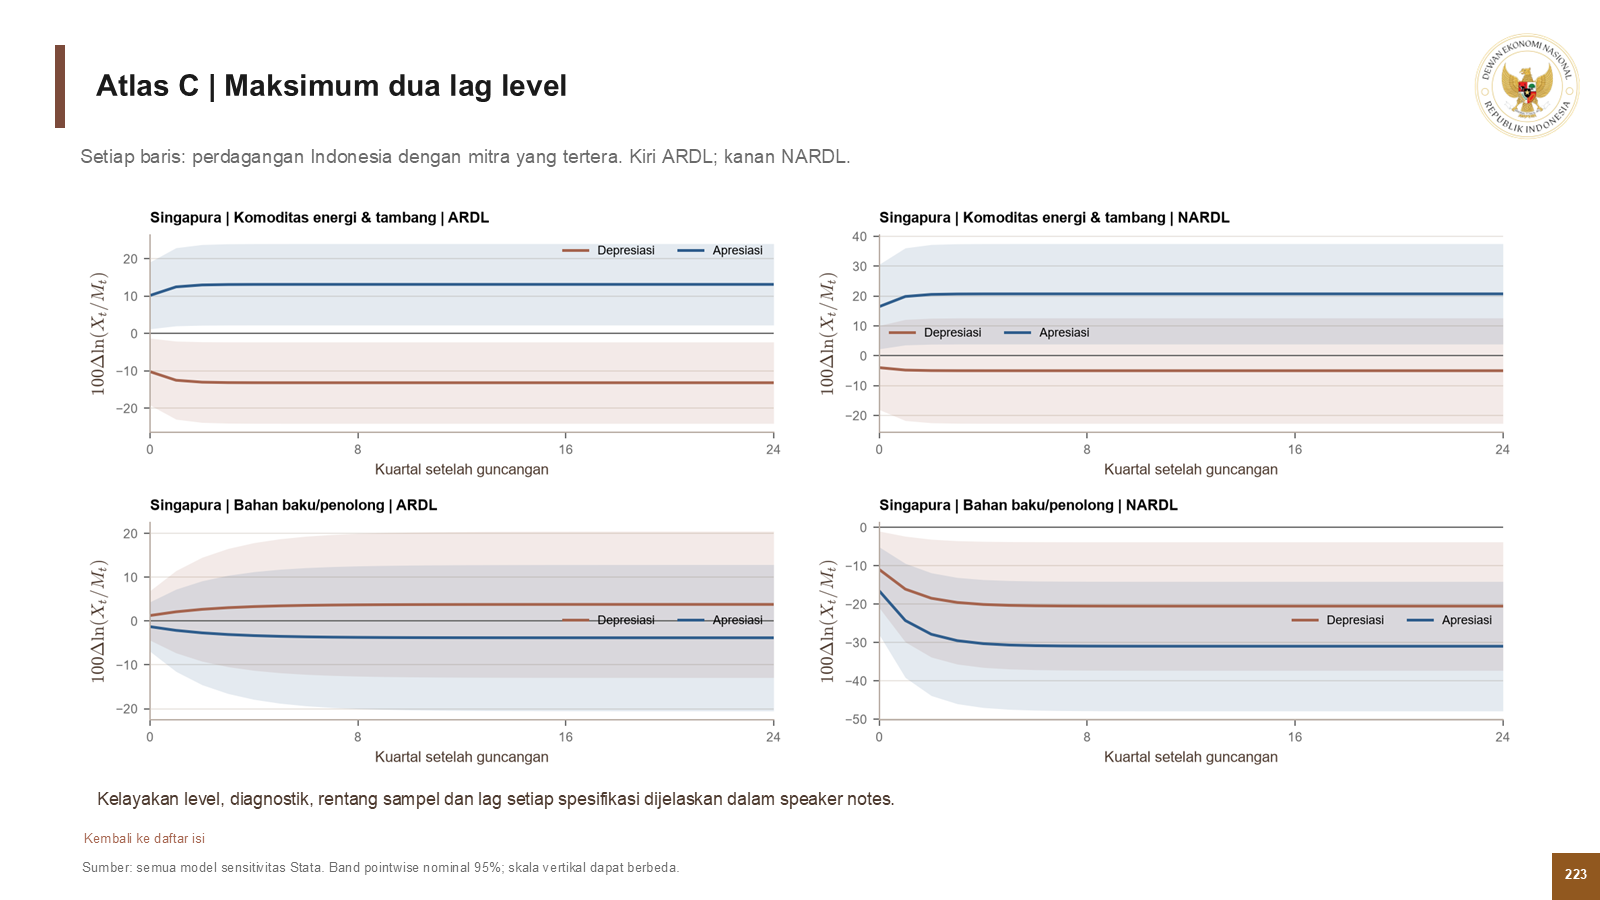 Atlas C | Maksimum dua lag level
DEWAN EKONOMI NASIONAL
REPUBLIK INDONESIA
Setiap baris: perdagangan Indonesia dengan mitra yang tertera. Kiri ARDL; kanan NARDL.
Singapura | Komoditas energi & tambang | ARDL
Depresiasi
Apresiasi
100Δln(Xₜ/Mₜ)
20
10
0
−10
−20
0
8
16
24
Kuartal setelah guncangan
Singapura | Komoditas energi & tambang | NARDL
Depresiasi
Apresiasi
100Δln(Xₜ/Mₜ)
40
30
20
10
0
−10
−20
0
8
16
24
Kuartal setelah guncangan
Singapura | Bahan baku/penolong | ARDL
Depresiasi
Apresiasi
100Δln(Xₜ/Mₜ)
20
10
0
−10
−20
0
8
16
24
Kuartal setelah guncangan
Singapura | Bahan baku/penolong | NARDL
Depresiasi
Apresiasi
100Δln(Xₜ/Mₜ)
0
−10
−20
−30
−40
−50
0
8
16
24
Kuartal setelah guncangan
Kelayakan level, diagnostik, rentang sampel dan lag setiap spesifikasi dijelaskan dalam speaker notes.
Kembali ke daftar isi
Sumber: semua model sensitivitas Stata. Band pointwise nominal 95%; skala vertikal dapat berbeda.
223